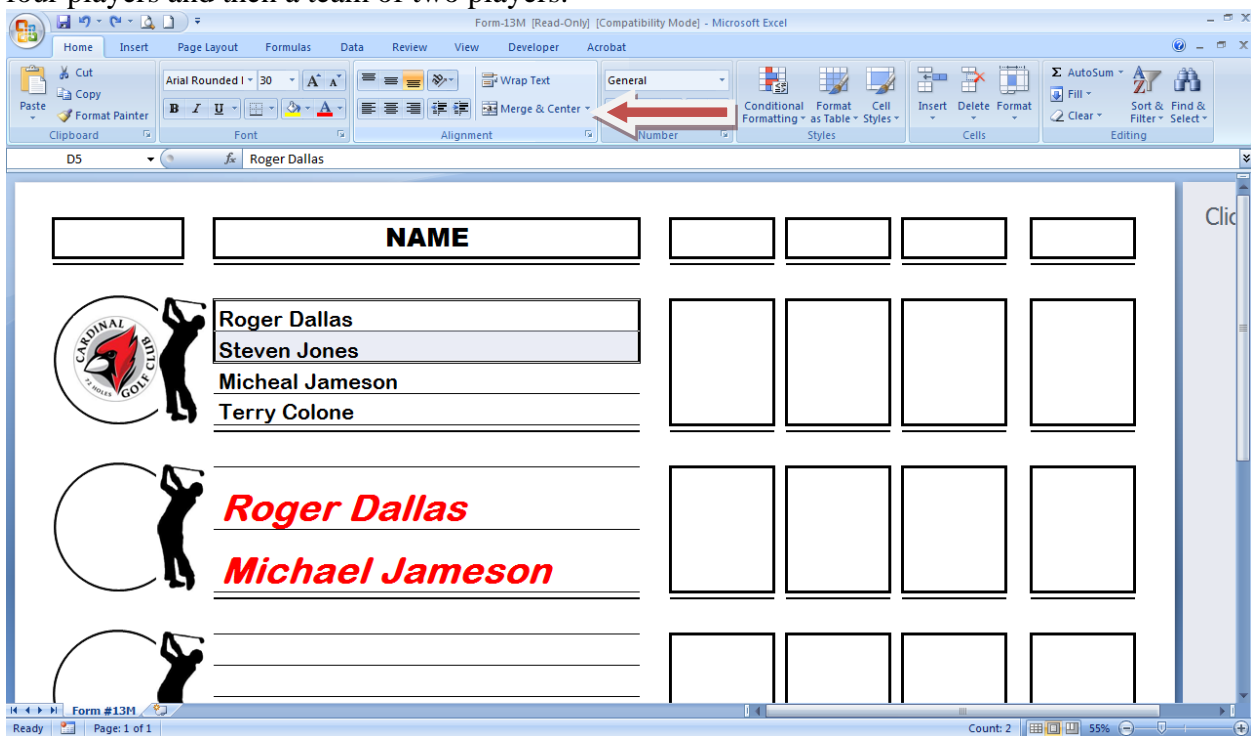 four players and then a team of two players.
Form-13M [Read-Only] [Compatibility Mode] - Microsoft Excel
Home Insert Page Layout Formulas Data Review View Developer Acrobat
Cut
Copy
Format Painter
Paste
Clipboard
Arial Rounded I 30 A A
B I U A
Font
Wrap Text
Merge & Center
Alignment
General
Number
Conditional Formatting
Format as Table
Cell Styles
Styles
Insert Delete Format
Cells
Σ AutoSum
Fill
Clear
Sort & Filter
Find & Select
Editing
D5 fx Roger Dallas
NAME
Clic
CARDINAL
GOLF CLUB
72 HOLES
Roger Dallas
Steven Jones
Micheal Jameson
Terry Colone
Roger Dallas
Michael Jameson
Form #13M
Ready Page: 1 of 1 Count: 2 55%